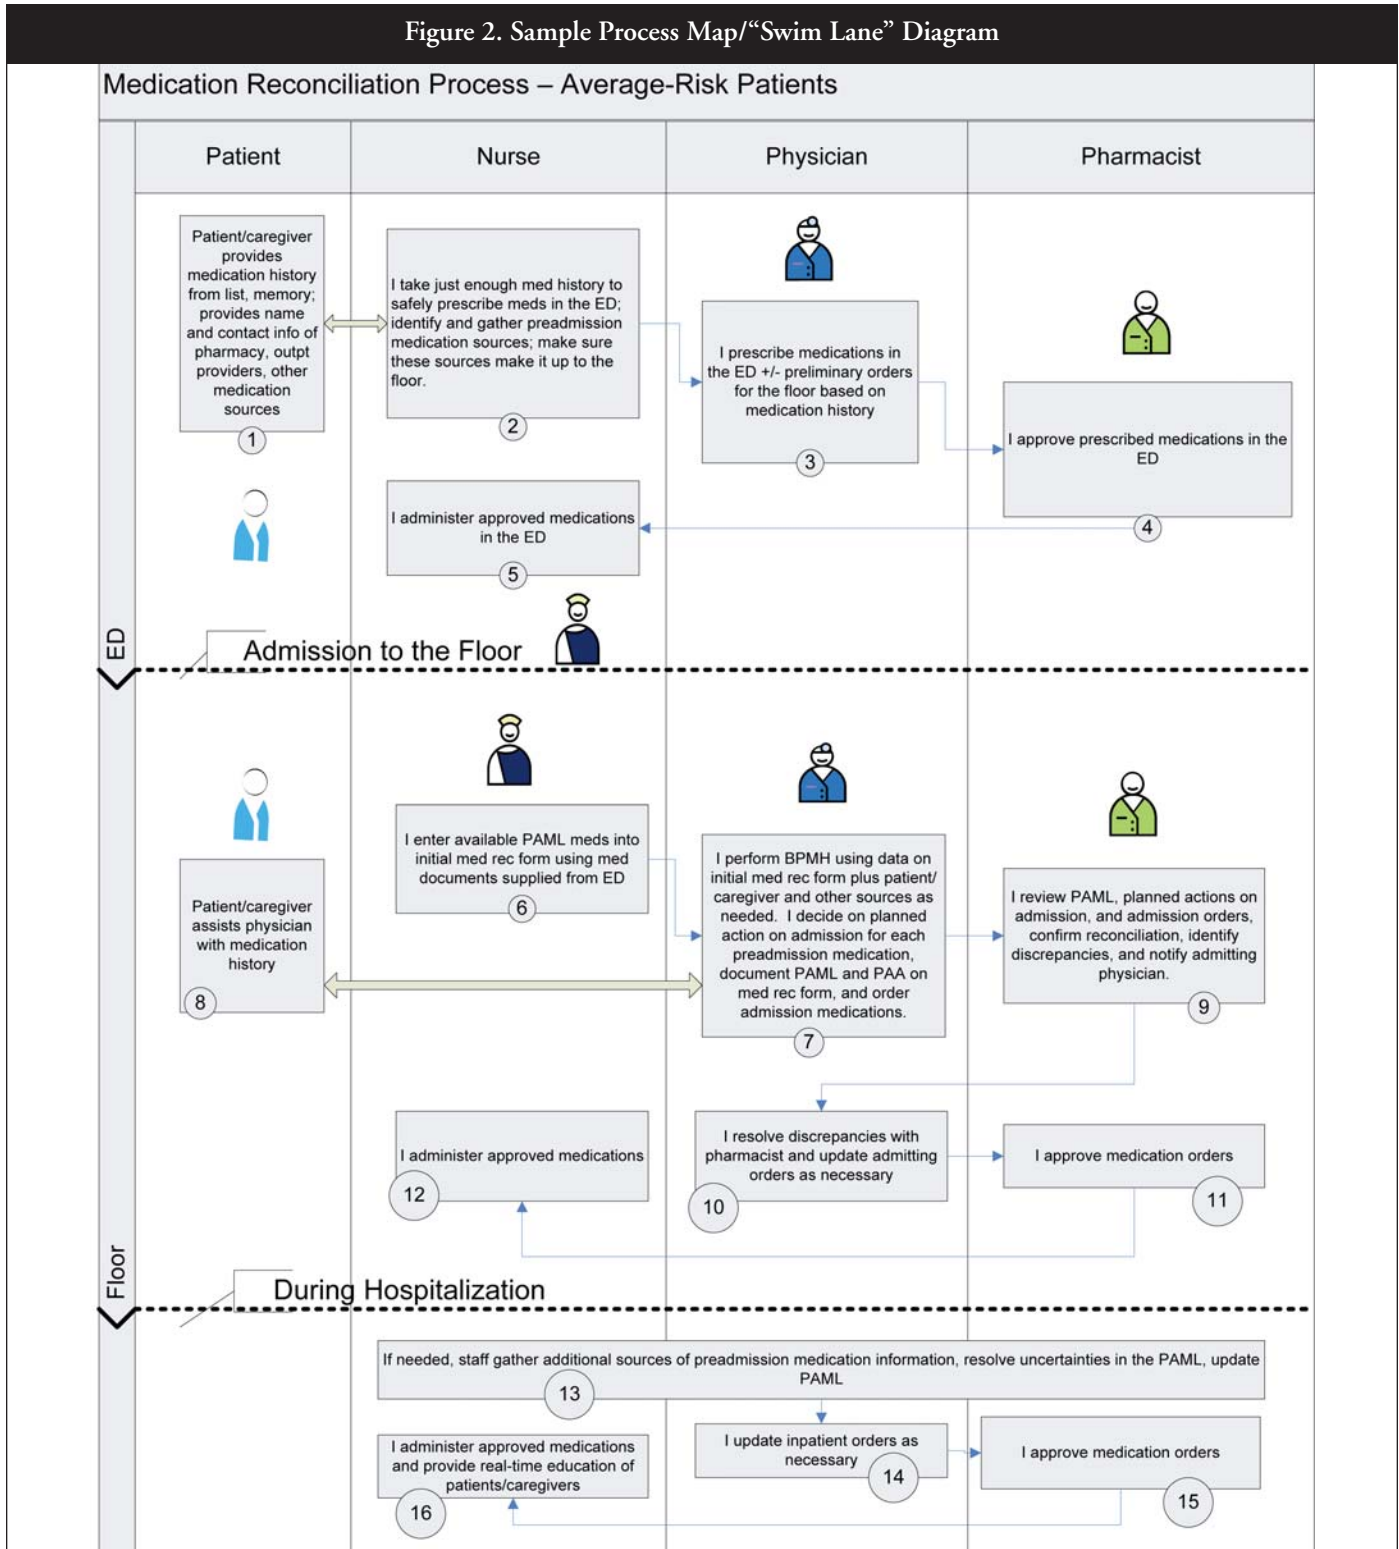 Figure 2. Sample Process Map/“Swim Lane” Diagram
Medication Reconciliation Process – Average-Risk Patients
Patient
Nurse
Physician
Pharmacist
Patient/caregiver
provides
medication history
from list, memory;
provides name
and contact info of
pharmacy, outpt
providers, other
medication
sources
1
I take just enough med history to
safely prescribe meds in the ED;
identify and gather preadmission
medication sources; make sure
these sources make it up to the
floor.
2
I prescribe medications in
the ED +/- preliminary orders
for the floor based on
medication history
3
I approve prescribed medications in the
ED
4
I administer approved medications
in the ED
5
ED
Admission to the Floor
I enter available PAML meds into
initial med rec form using med
documents supplied from ED
6
I perform BPMH using data on
initial med rec form plus patient/
caregiver and other sources as
needed. I decide on planned
action on admission for each
preadmission medication,
document PAML and PAA on
med rec form, and order
admission medications.
7
Patient/caregiver
assists physician
with medication
history
8
I review PAML, planned actions on
admission, and admission orders,
confirm reconciliation, identify
discrepancies, and notify admitting
physician.
9
I resolve discrepancies with
pharmacist and update admitting
orders as necessary
10
I approve medication orders
11
I administer approved medications
12
Floor
During Hospitalization
If needed, staff gather additional sources of preadmission medication information, resolve uncertainties in the PAML, update
PAML
13
I update inpatient orders as
necessary
14
I approve medication orders
15
I administer approved medications
and provide real-time education of
patients/caregivers
16